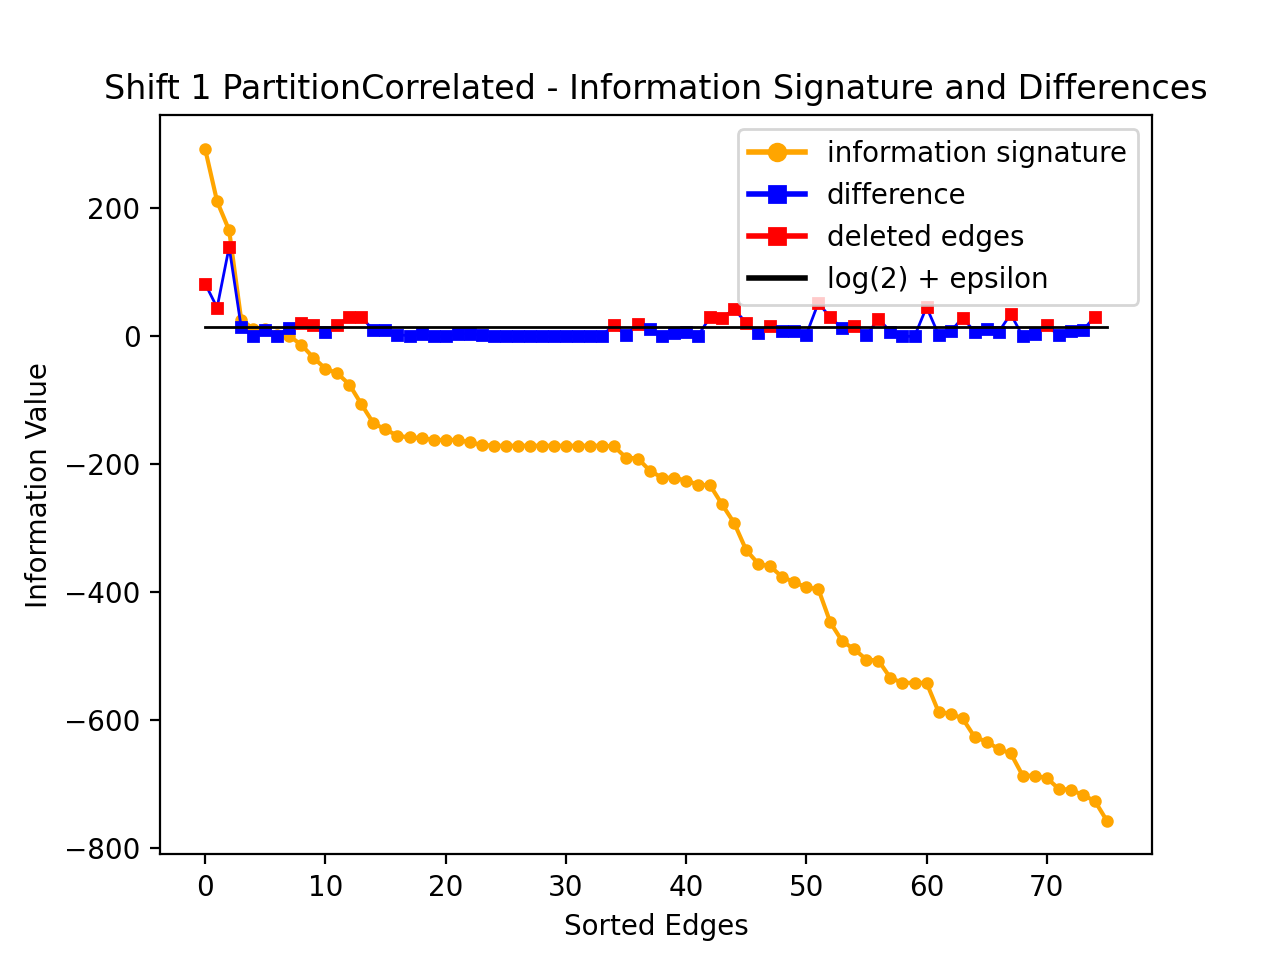 Shift 1 PartitionCorrelated - Information Signature and Differences
information signature
difference
deleted edges
log(2) + epsilon
200
0
−200
−400
−600
−800
Information Value
0 10 20 30 40 50 60 70
Sorted Edges